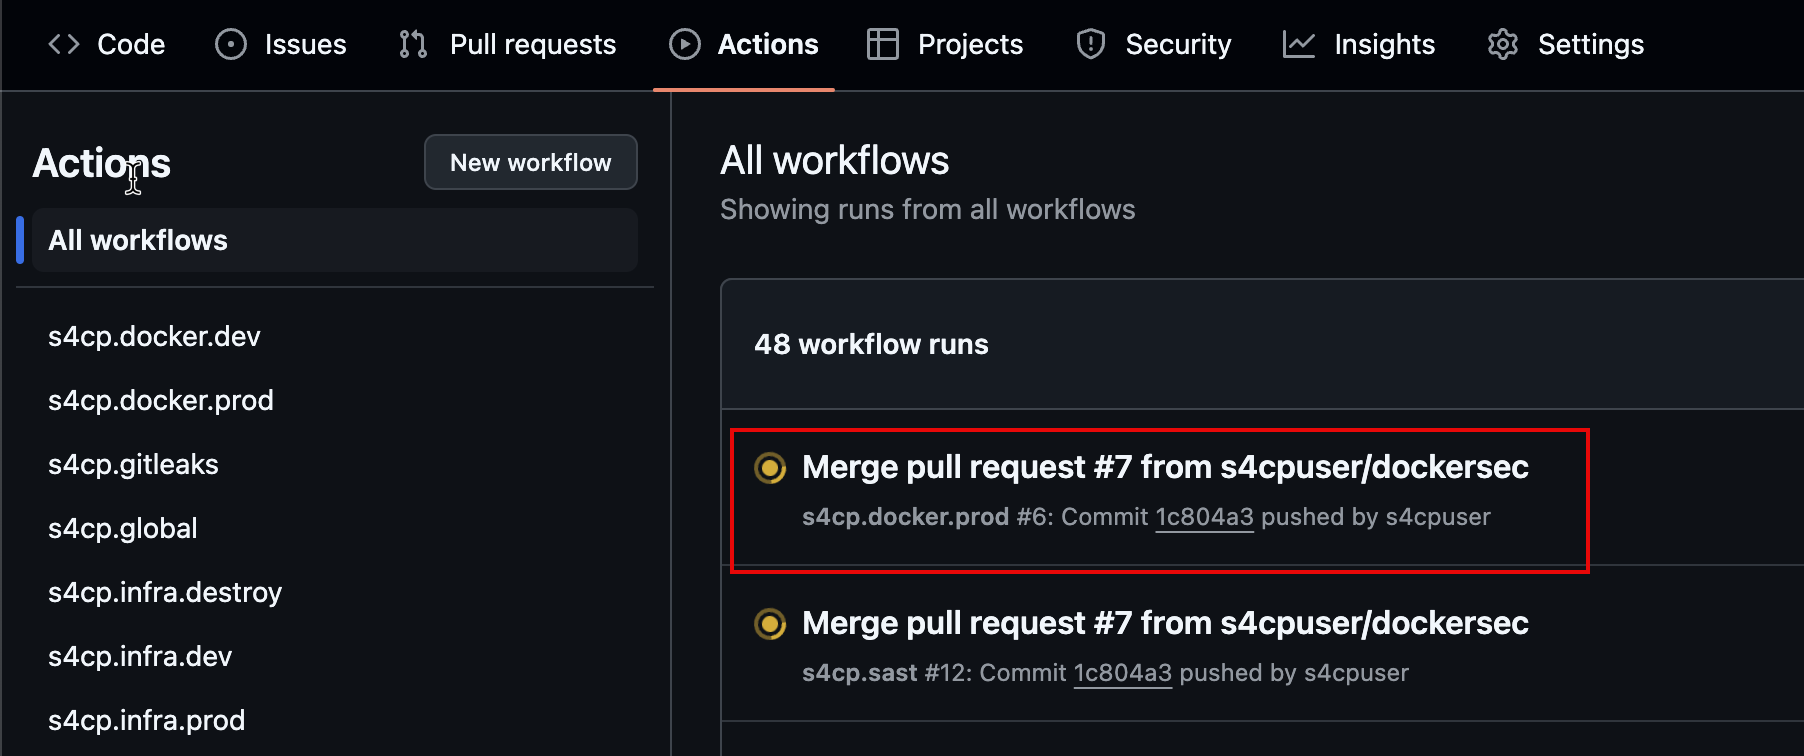 Code Issues Pull requests Actions Projects Security Insights Settings
Actions
New workflow
All workflows
s4cp.docker.dev
s4cp.docker.prod
s4cp.gitleaks
s4cp.global
s4cp.infra.destroy
s4cp.infra.dev
s4cp.infra.prod
All workflows
Showing runs from all workflows
48 workflow runs
Merge pull request #7 from s4cpuser/dockersec
s4cp.docker.prod #6: Commit 1c804a3 pushed by s4cpuser
Merge pull request #7 from s4cpuser/dockersec
s4cp.sast #12: Commit 1c804a3 pushed by s4cpuser